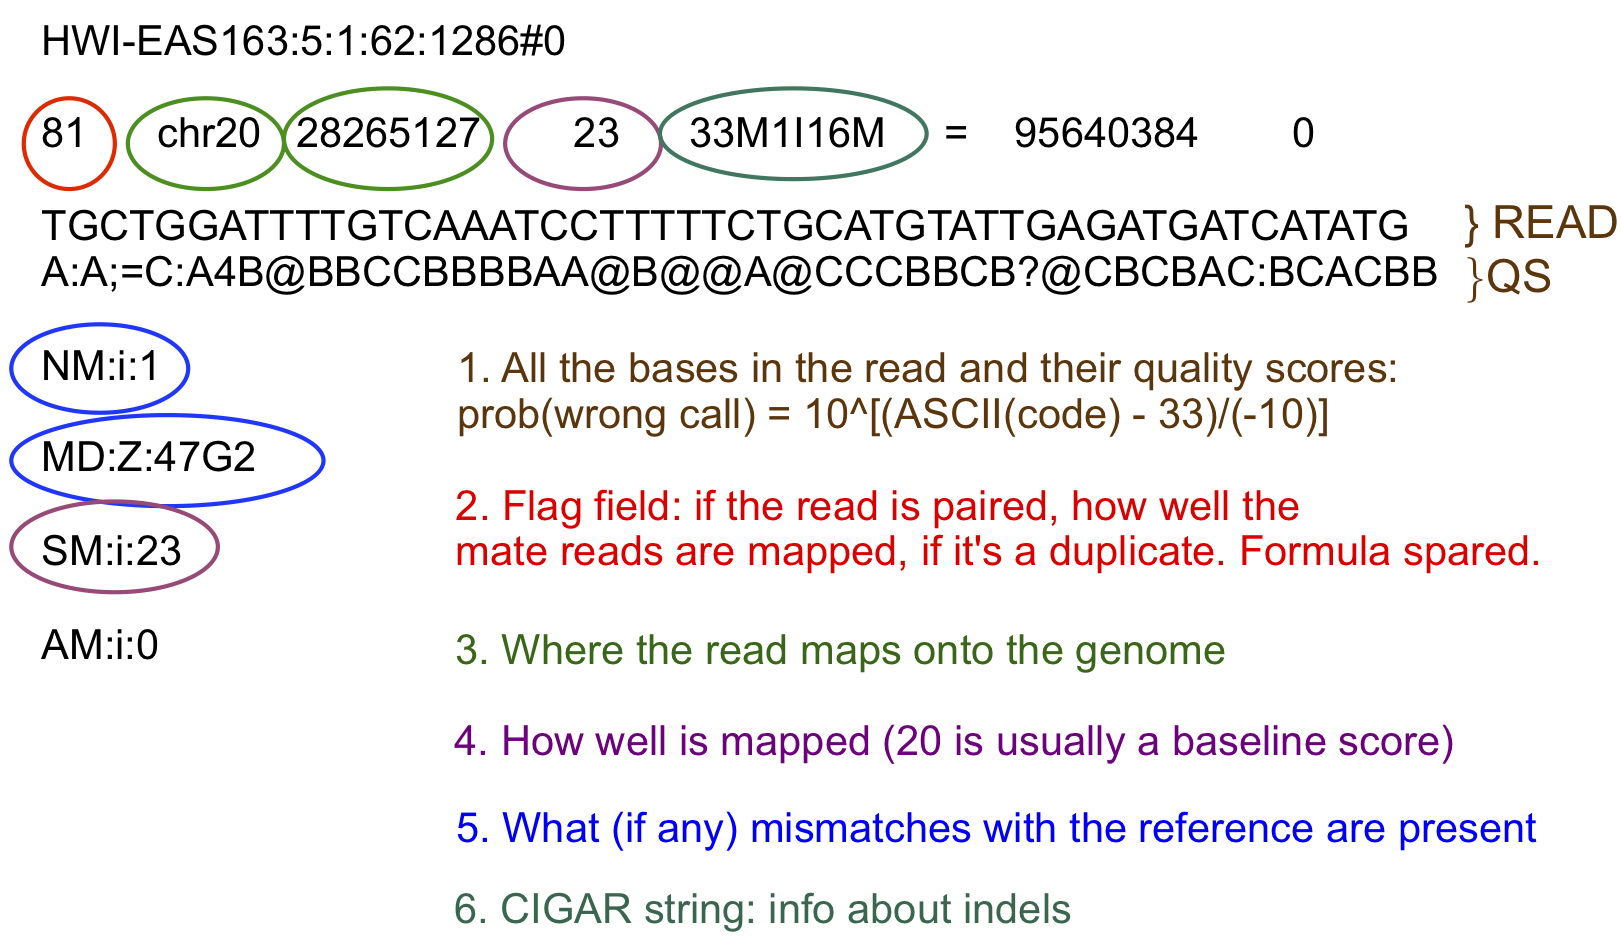 HWI-EAS163:5:1:62:1286#0
81 chr20 28265127 23 33M1I16M = 95640384 0
TGCTGGATTTTGTCAAATCCTTTTTCTGCATGTATTGAGATGATCATATG } READ
A:A;=C:A4B@BBCCBBBBAA@B@@A@CCCBBCB?@CBCBAC:BCACBB }QS
NM:i:1
1. All the bases in the read and their quality scores:
prob(wrong call) = 10^[(ASCII(code) - 33)/(-10)]
MD:Z:47G2
2. Flag field: if the read is paired, how well the
SM:i:23
mate reads are mapped, if it's a duplicate. Formula spared.
AM:i:0
3. Where the read maps onto the genome
4. How well is mapped (20 is usually a baseline score)
5. What (if any) mismatches with the reference are present
6. CIGAR string: info about indels